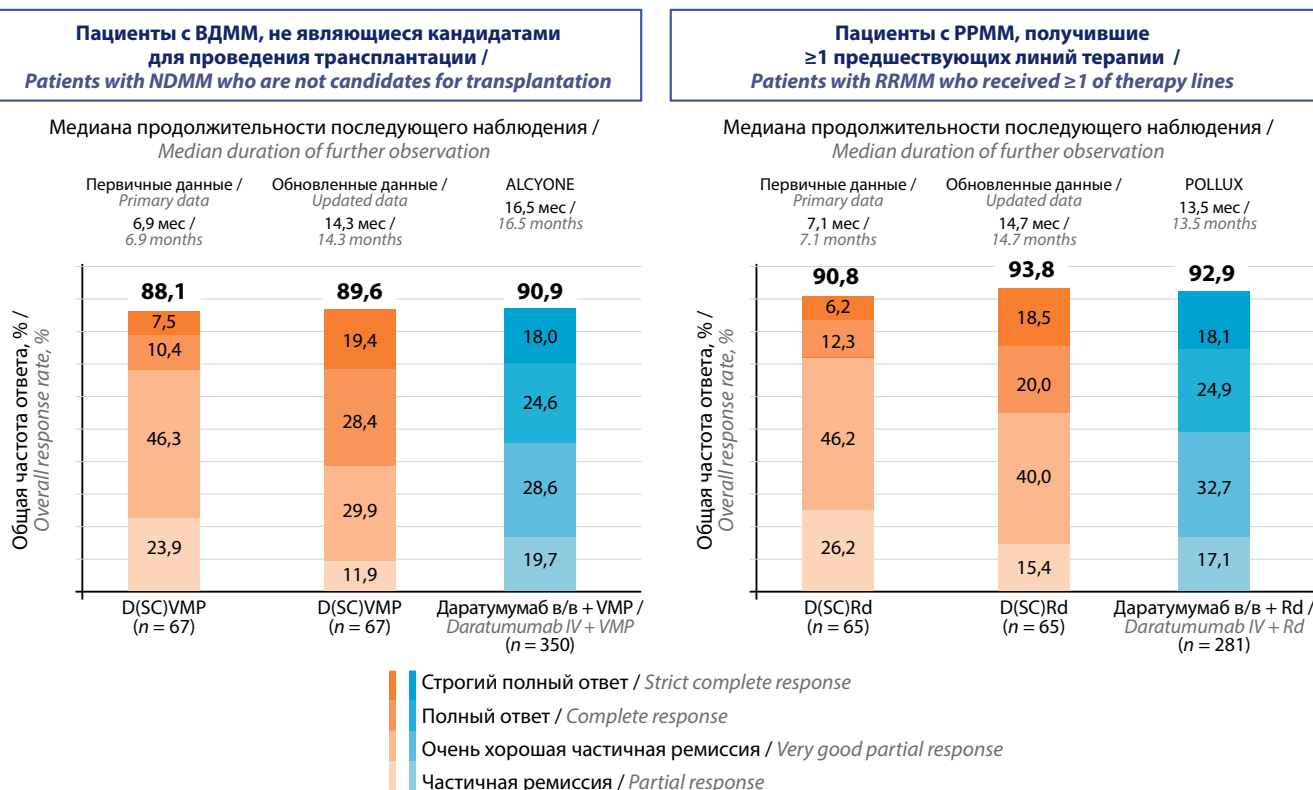 Пациенты с ВДММ, не являющиеся кандидатами
для проведения трансплантации /
Patients with NDMM who are not candidates for transplantation
Медиана продолжительности последующего наблюдения /
Median duration of further observation
Первичные данные /
Primary data
6,9 мес /
6.9 months
Обновленные данные /
Updated data
14,3 мес /
14.3 months
ALCYONE
16,5 мес /
16.5 months
Общая частота ответа, % /
Overall response rate, %
88,1
7,5
10,4
46,3
23,9
89,6
19,4
28,4
29,9
11,9
90,9
18,0
24,6
28,6
19,7
D(SC)VMP
(n = 67)
D(SC)VMP
(n = 67)
Даратумумаб в/в + VMP /
Daratumumab IV + VMP
(n = 350)
Пациенты с РРММ, получившие
≥1 предшествующих линий терапии /
Patients with RRMM who received ≥1 of therapy lines
Медиана продолжительности последующего наблюдения /
Median duration of further observation
Первичные данные /
Primary data
7,1 мес /
7.1 months
Обновленные данные /
Updated data
14,7 мес /
14.7 months
POLLUX
13,5 мес /
13.5 months
Общая частота ответа, % /
Overall response rate, %
90,8
6,2
12,3
46,2
26,2
93,8
18,5
20,0
40,0
15,4
92,9
18,1
24,9
32,7
17,1
D(SC)Rd
(n = 65)
D(SC)Rd
(n = 65)
Даратумумаб в/в + Rd /
Daratumumab IV + Rd
(n = 281)
Строгий полный ответ / Strict complete response
Полный ответ / Complete response
Очень хорошая частичная ремиссия / Very good partial response
Частичная ремиссия / Partial response